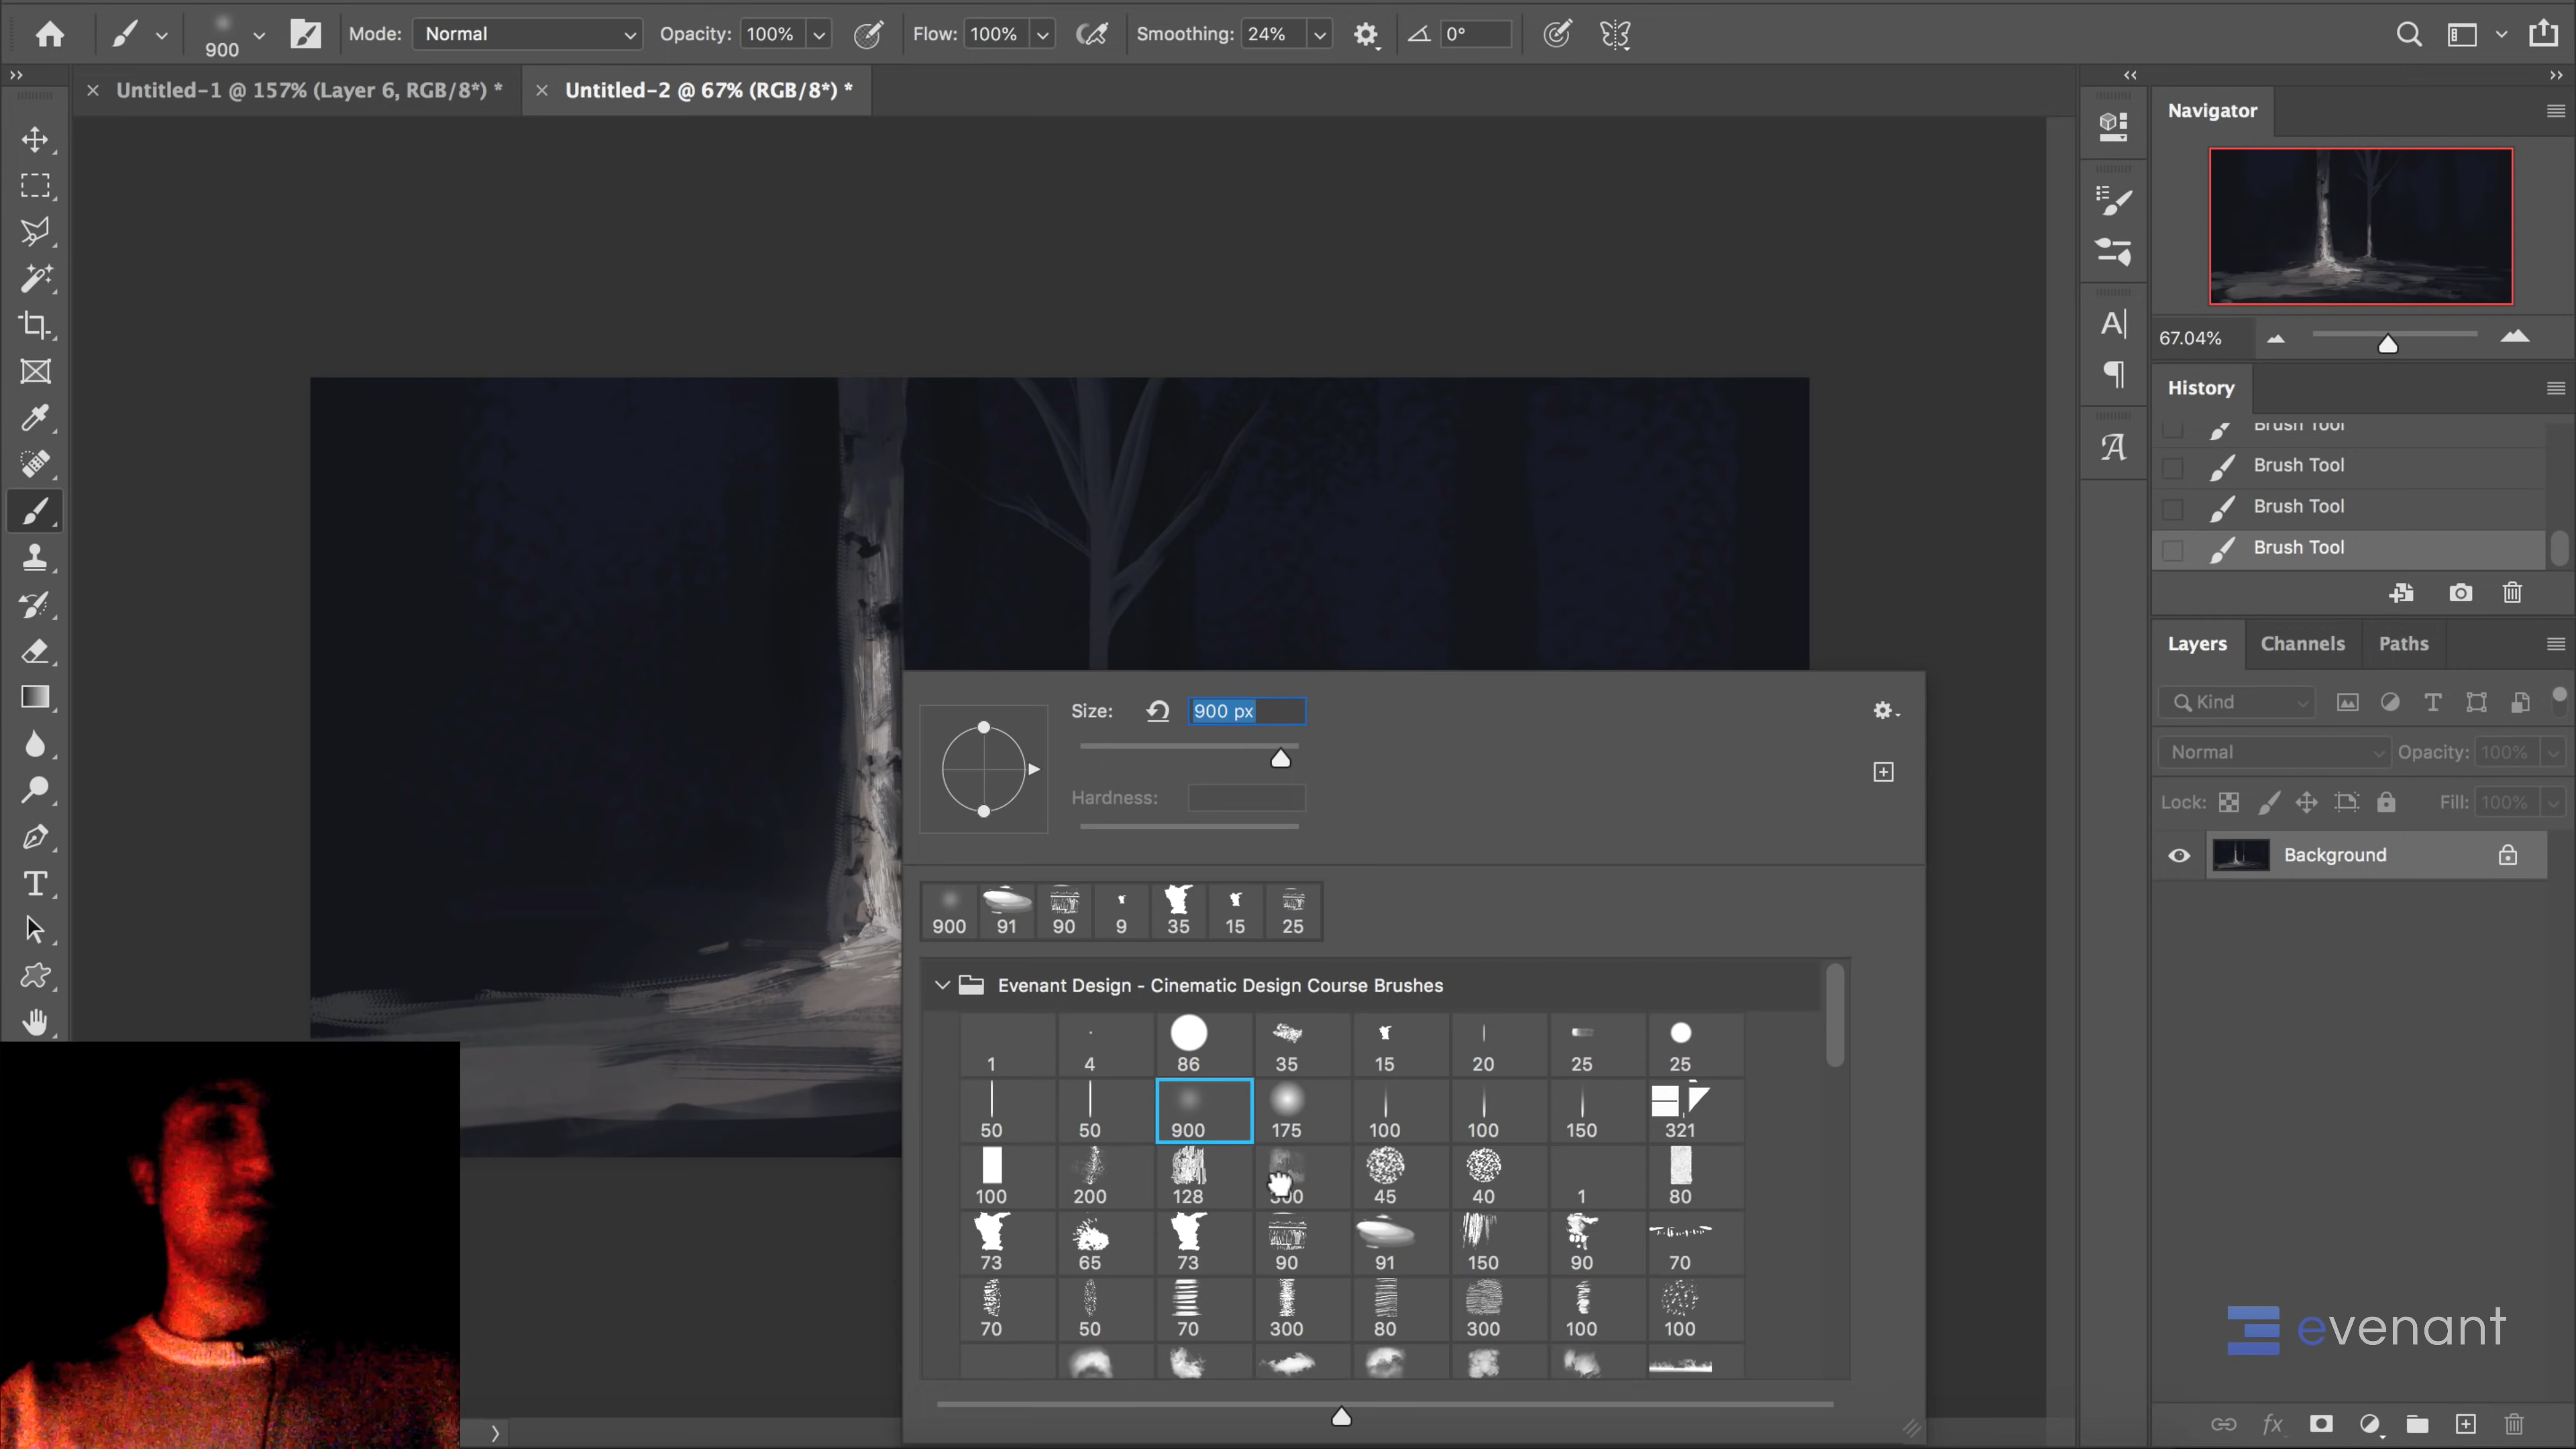 900 Mode: Normal Opacity: 100% Flow: 100% Smoothing: 24% 0°
Untitled-1 @ 157% (Layer 6, RGB/8*) * Untitled-2 @ 67% (RGB/8*) *
Navigator
67.04%
History
Brush Tool
Brush Tool
Brush Tool
Brush Tool
Layers Channels Paths
Kind
Normal Opacity: 100%
Lock: Fill: 100%
Background
Size: 900 px
Hardness:
900 91 90 9 35 15 25
Evenant Design - Cinematic Design Course Brushes
1 4 86 35 15 20 25 25
50 50 900 175 100 100 150 321
100 200 128 300 45 40 1 80
73 65 73 90 91 150 90 70
70 50 70 300 80 300 100 100
evenant
fx